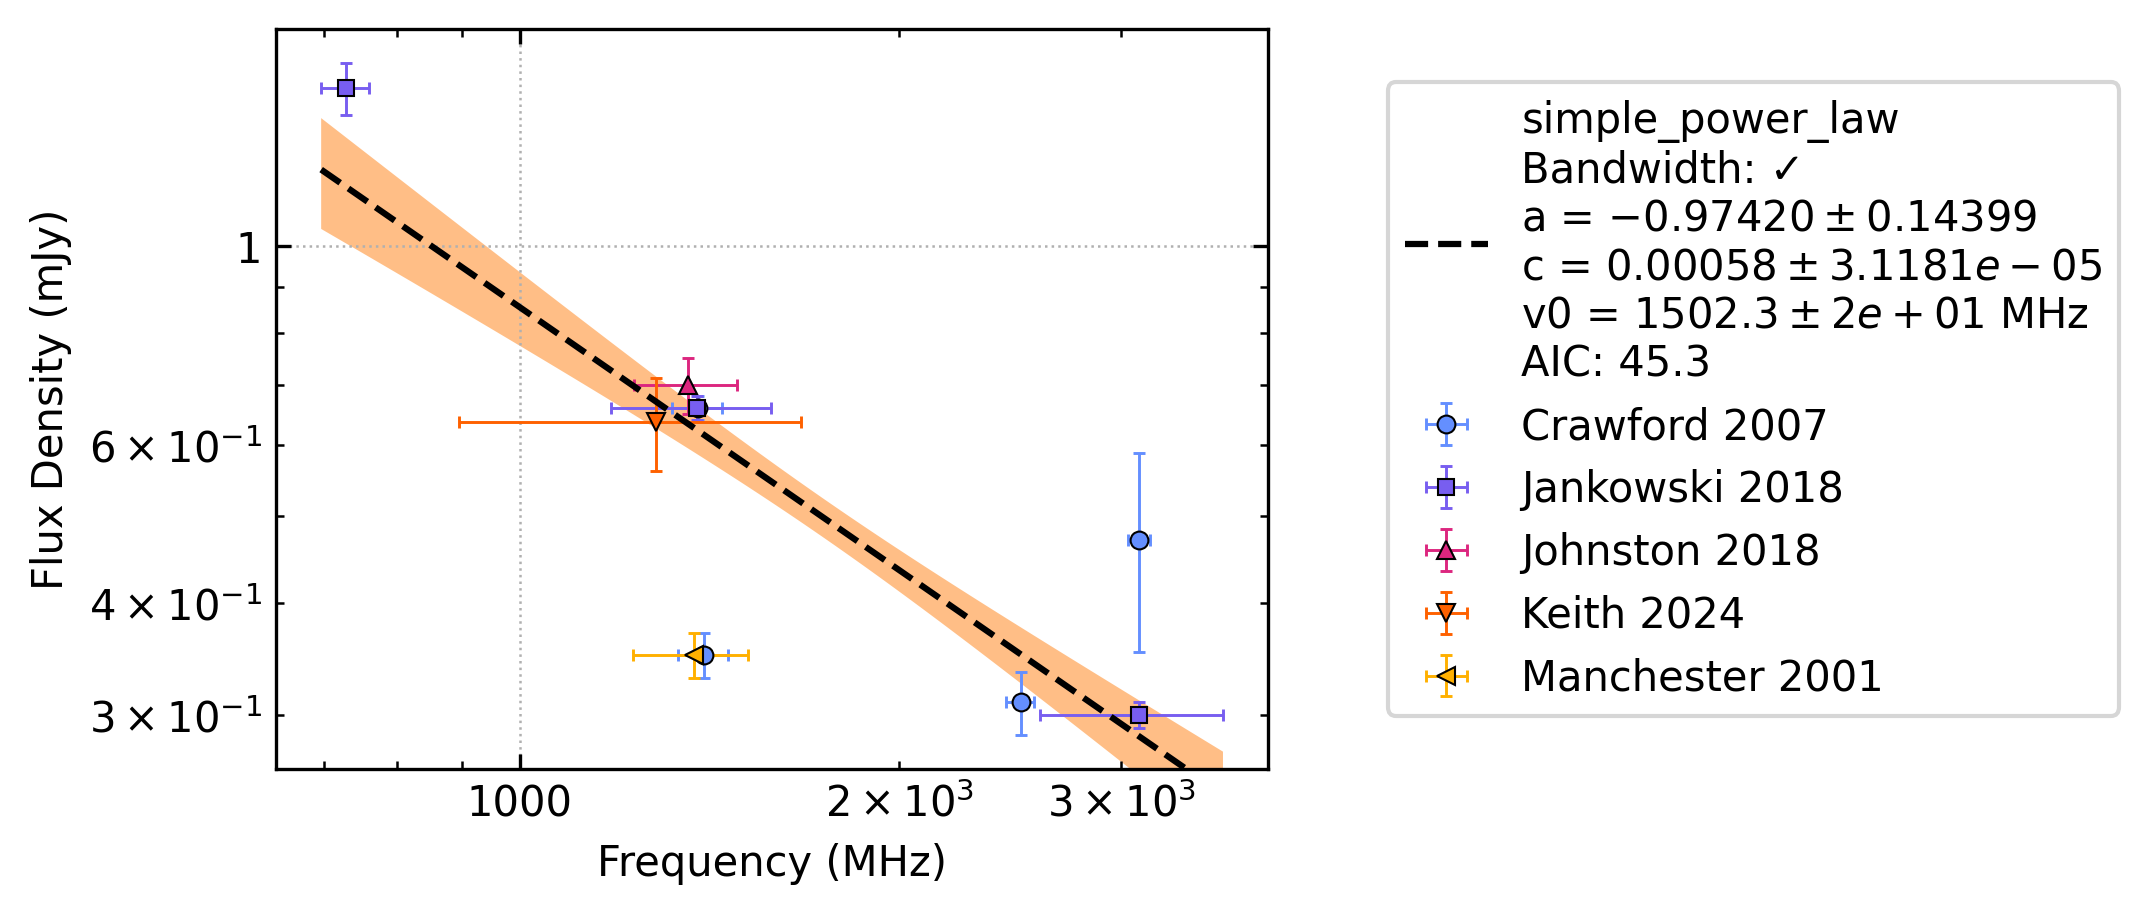 Flux Density (mJy)
1
6 × 10⁻¹
4 × 10⁻¹
3 × 10⁻¹
1000
2 × 10³
3 × 10³
Frequency (MHz)
simple_power_law
Bandwidth: ✓
a = −0.97420 ± 0.14399
c = 0.00058 ± 3.1181e − 05
v0 = 1502.3 ± 2e + 01 MHz
AIC: 45.3
Crawford 2007
Jankowski 2018
Johnston 2018
Keith 2024
Manchester 2001